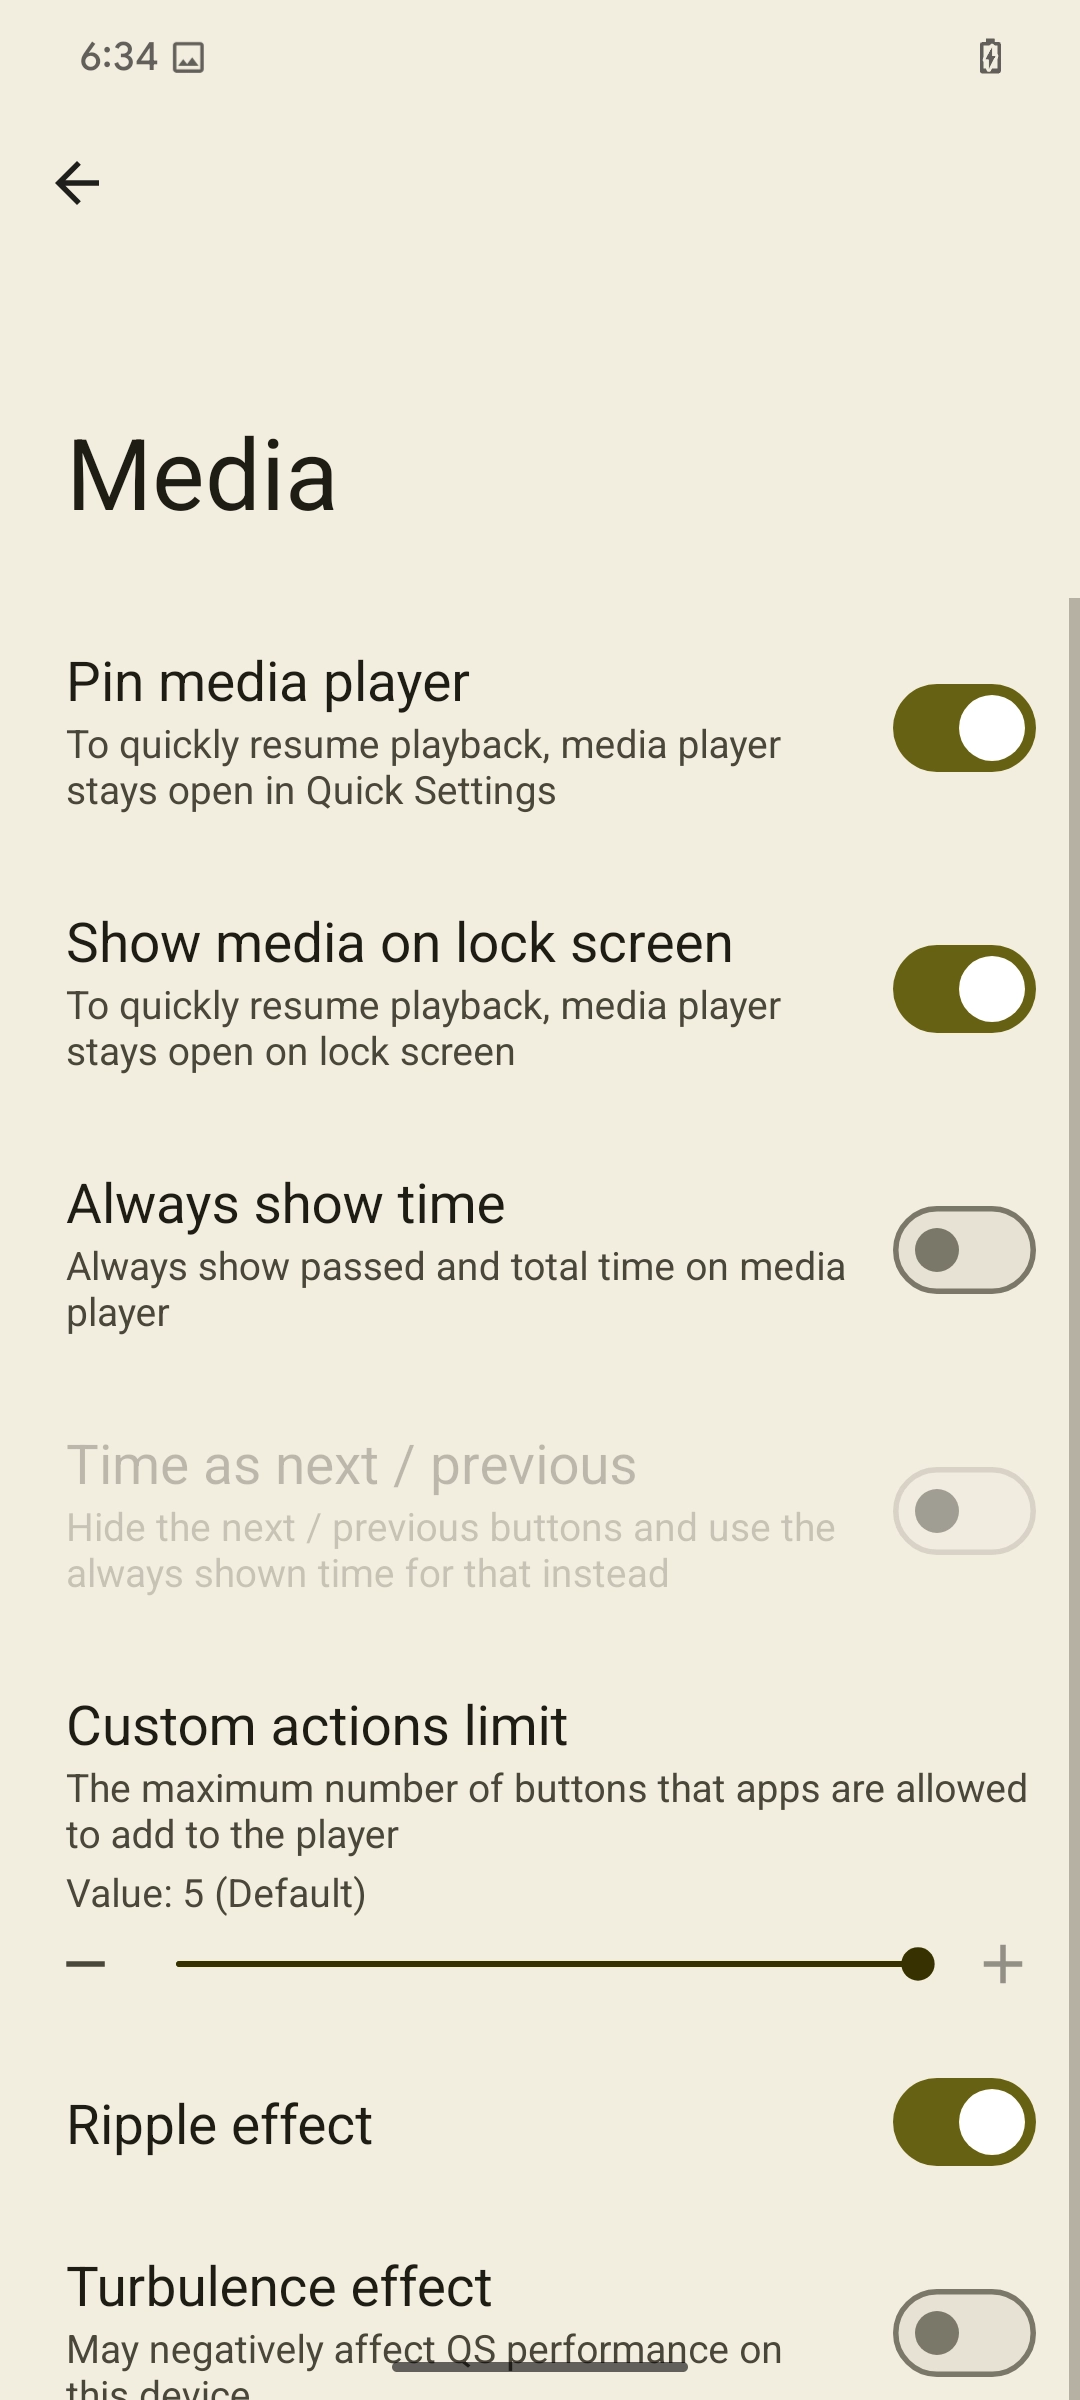 6:34
Media
Pin media player
To quickly resume playback, media player
stays open in Quick Settings
Show media on lock screen
To quickly resume playback, media player
stays open on lock screen
Always show time
Always show passed and total time on media
player
Time as next / previous
Hide the next / previous buttons and use the
always shown time for that instead
Custom actions limit
The maximum number of buttons that apps are allowed
to add to the player
Value: 5 (Default)
Ripple effect
Turbulence effect
May negatively affect QS performance on
this device